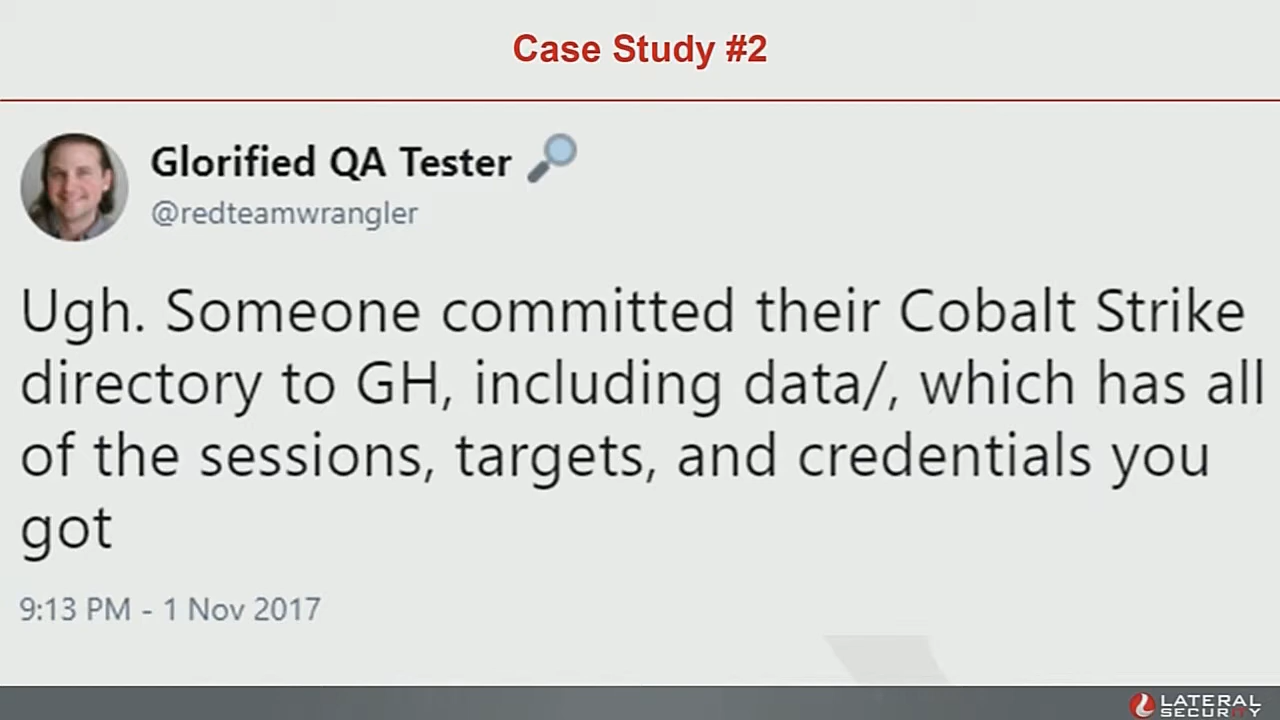 Case Study #2
Glorified QA Tester
@redteamwrangler
Ugh. Someone committed their Cobalt Strike
directory to GH, including data/, which has all
of the sessions, targets, and credentials you
got
9:13 PM - 1 Nov 2017
LATERAL
SECURITY